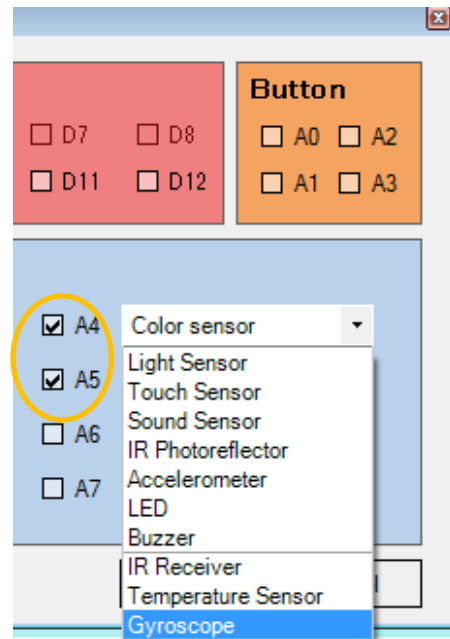 Button
D7 D8 A0 A2
D11 D12 A1 A3
A4 Color sensor
A5
A6
A7
Light Sensor
Touch Sensor
Sound Sensor
IR Photoreflector
Accelerometer
LED
Buzzer
IR Receiver
Temperature Sensor
Gyroscope